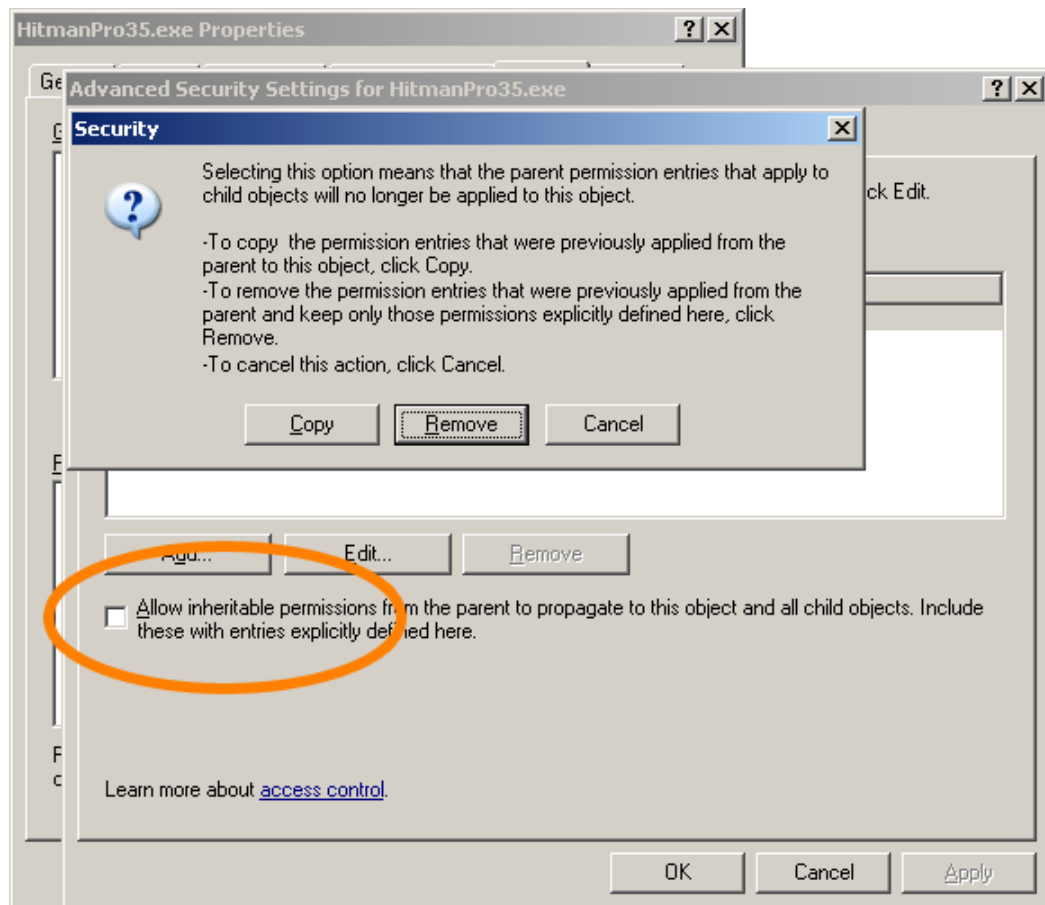 HitmanPro35.exe Properties
Advanced Security Settings for HitmanPro35.exe
Security
Selecting this option means that the parent permission entries that apply to
child objects will no longer be applied to this object.
-To copy  the permission entries that were previously applied from the
parent to this object, click Copy.
-To remove the permission entries that were previously applied from the
parent and keep only those permissions explicitly defined here, click
Remove.
-To cancel this action, click Cancel.
Copy Remove Cancel
Edit.
Add... Edit... Remove
Allow inheritable permissions from the parent to propagate to this object and all child objects. Include
these with entries explicitly defined here.
Learn more about access control.
OK Cancel Apply